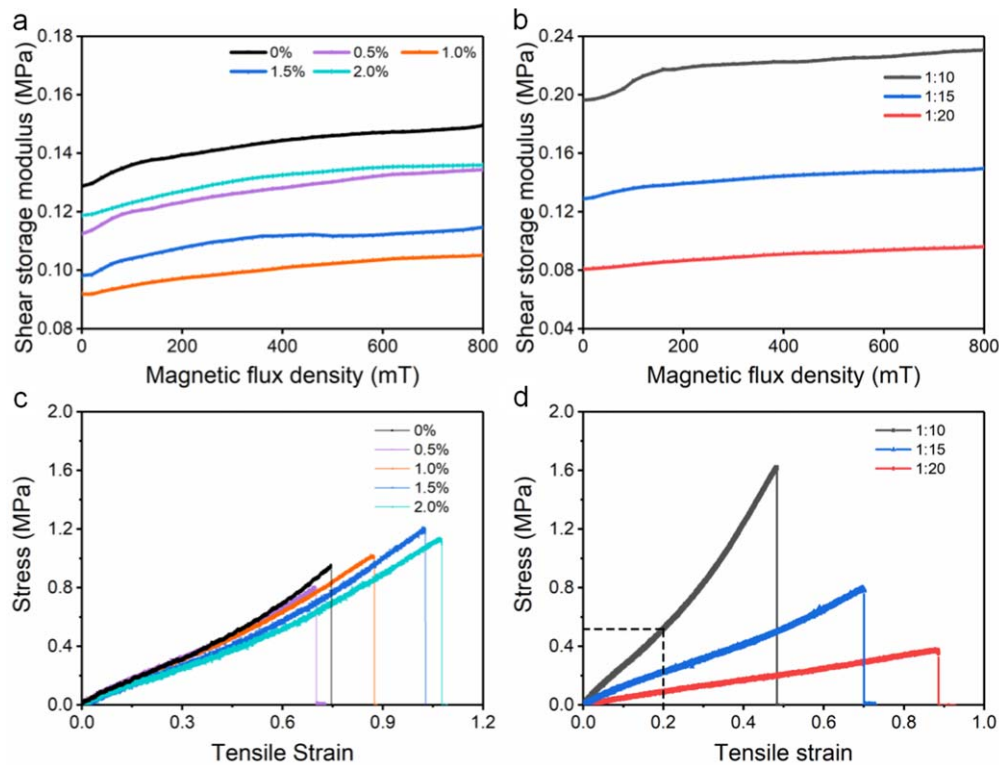 a
Shear storage modulus (MPa)
0.20
0.18
0.16
0.14
0.12
0.10
0.08
0% 0.5% 1.0%
1.5% 2.0%
0 200 400 600 800
Magnetic flux density (mT)
b
Shear storage modulus (MPa)
0.24
0.20
0.16
0.12
0.08
0.04
1:10
1:15
1:20
0 200 400 600 800
Magnetic flux density (mT)
c
Stress (MPa)
2.0
1.6
1.2
0.8
0.4
0.0
0%
0.5%
1.0%
1.5%
2.0%
0.0 0.3 0.6 0.9 1.2
Tensile Strain
d
Stress (MPa)
2.0
1.6
1.2
0.8
0.4
0.0
1:10
1:15
1:20
0.0 0.2 0.4 0.6 0.8 1.0
Tensile strain